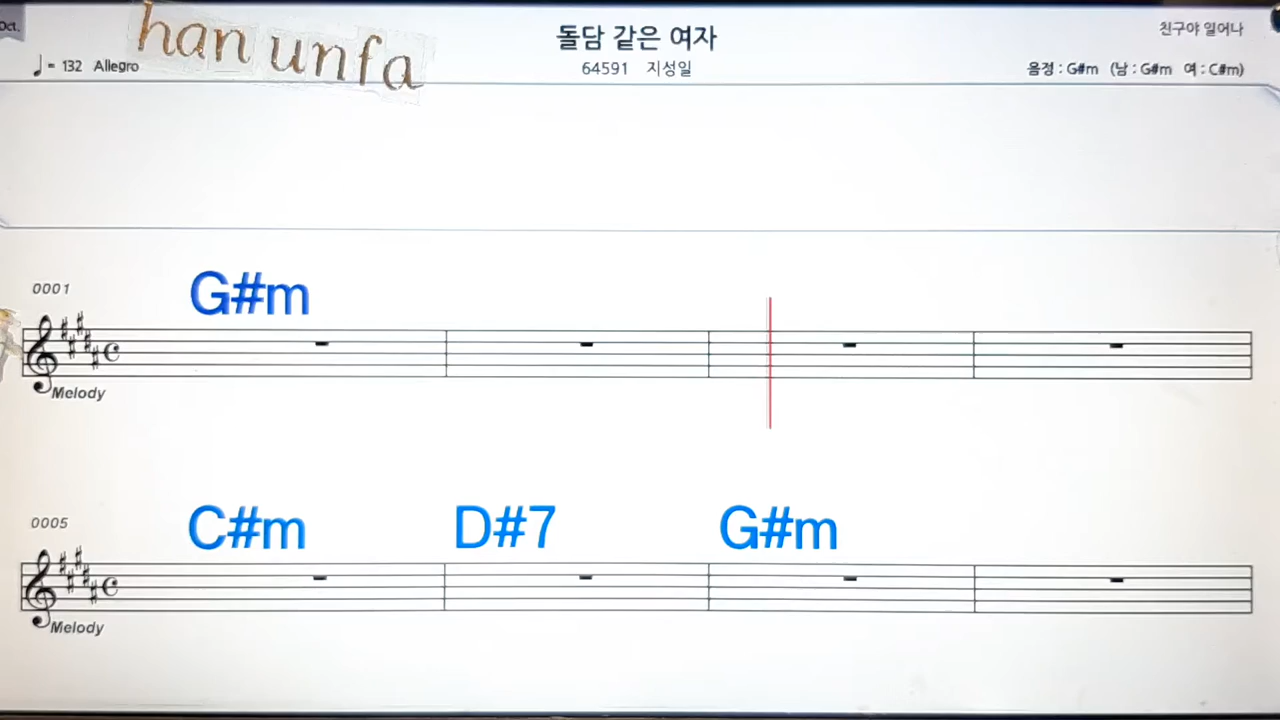 Oct.
han unfa
돌담 같은 여자
친구야 일어나
♩= 132 Allegro
64591 지성일
음정 : G#m (남 : G#m 여 : C#m)
0001
G#m
Melody
0005
C#m D#7 G#m
Melody